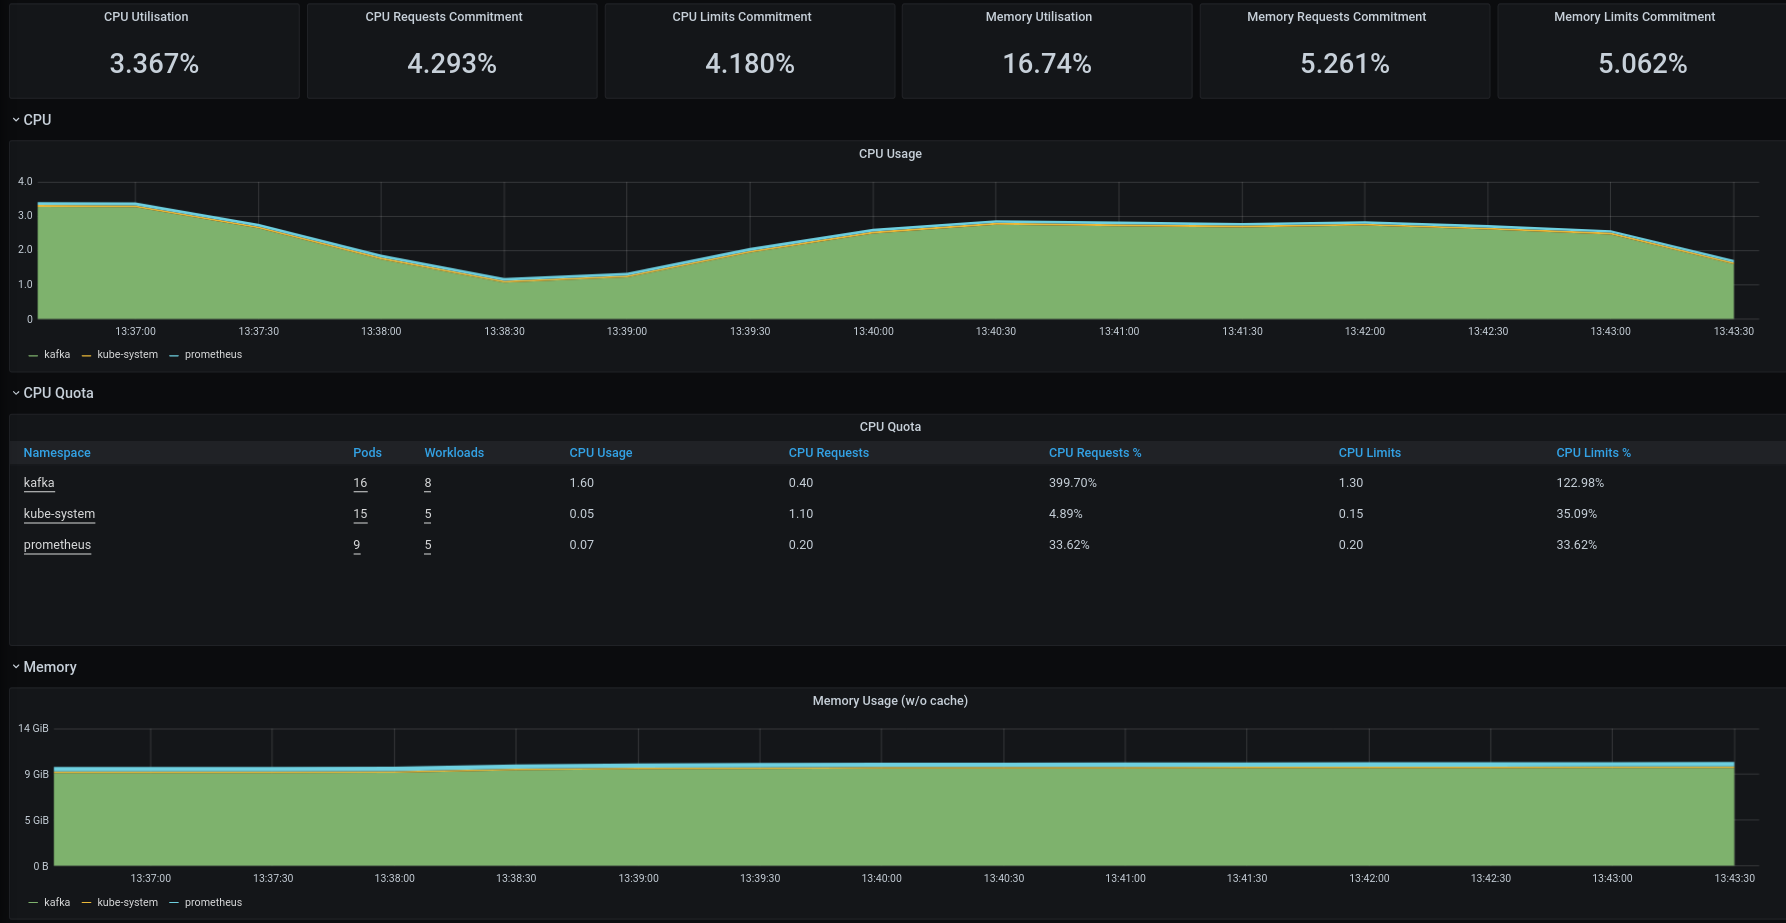 CPU Utilisation CPU Requests Commitment CPU Limits Commitment Memory Utilisation Memory Requests Commitment Memory Limits Commitment
3.367% 4.293% 4.180% 16.74% 5.261% 5.062%
CPU
CPU Usage
4.0
3.0
2.0
1.0
0
13:37:00 13:37:30 13:38:00 13:38:30 13:39:00 13:39:30 13:40:00 13:40:30 13:41:00 13:41:30 13:42:00 13:42:30 13:43:00 13:43:30
kafka kube-system prometheus
CPU Quota
CPU Quota
Namespace Pods Workloads CPU Usage CPU Requests CPU Requests % CPU Limits CPU Limits %
kafka 16 8 1.60 0.40 399.70% 1.30 122.98%
kube-system 15 5 0.05 1.10 4.89% 0.15 35.09%
prometheus 9 5 0.07 0.20 33.62% 0.20 33.62%
Memory
Memory Usage (w/o cache)
14 GiB
9 GiB
5 GiB
0 B
13:37:00 13:37:30 13:38:00 13:38:30 13:39:00 13:39:30 13:40:00 13:40:30 13:41:00 13:41:30 13:42:00 13:42:30 13:43:00 13:43:30
kafka kube-system prometheus